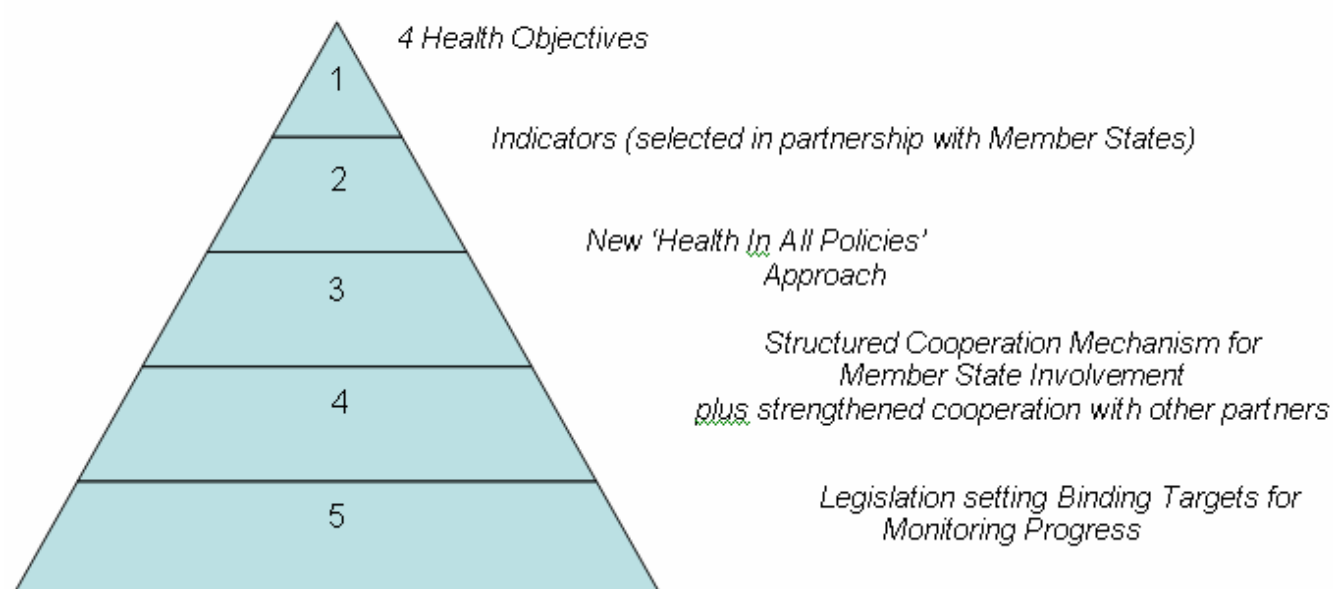 4 Health Objectives
1
Indicators (selected in partnership with Member States)
2
New 'Health In All Policies'
Approach
3
Structured Cooperation Mechanism for
Member State Involvement
plus strengthened cooperation with other partners
4
Legislation setting Binding Targets for
Monitoring Progress
5